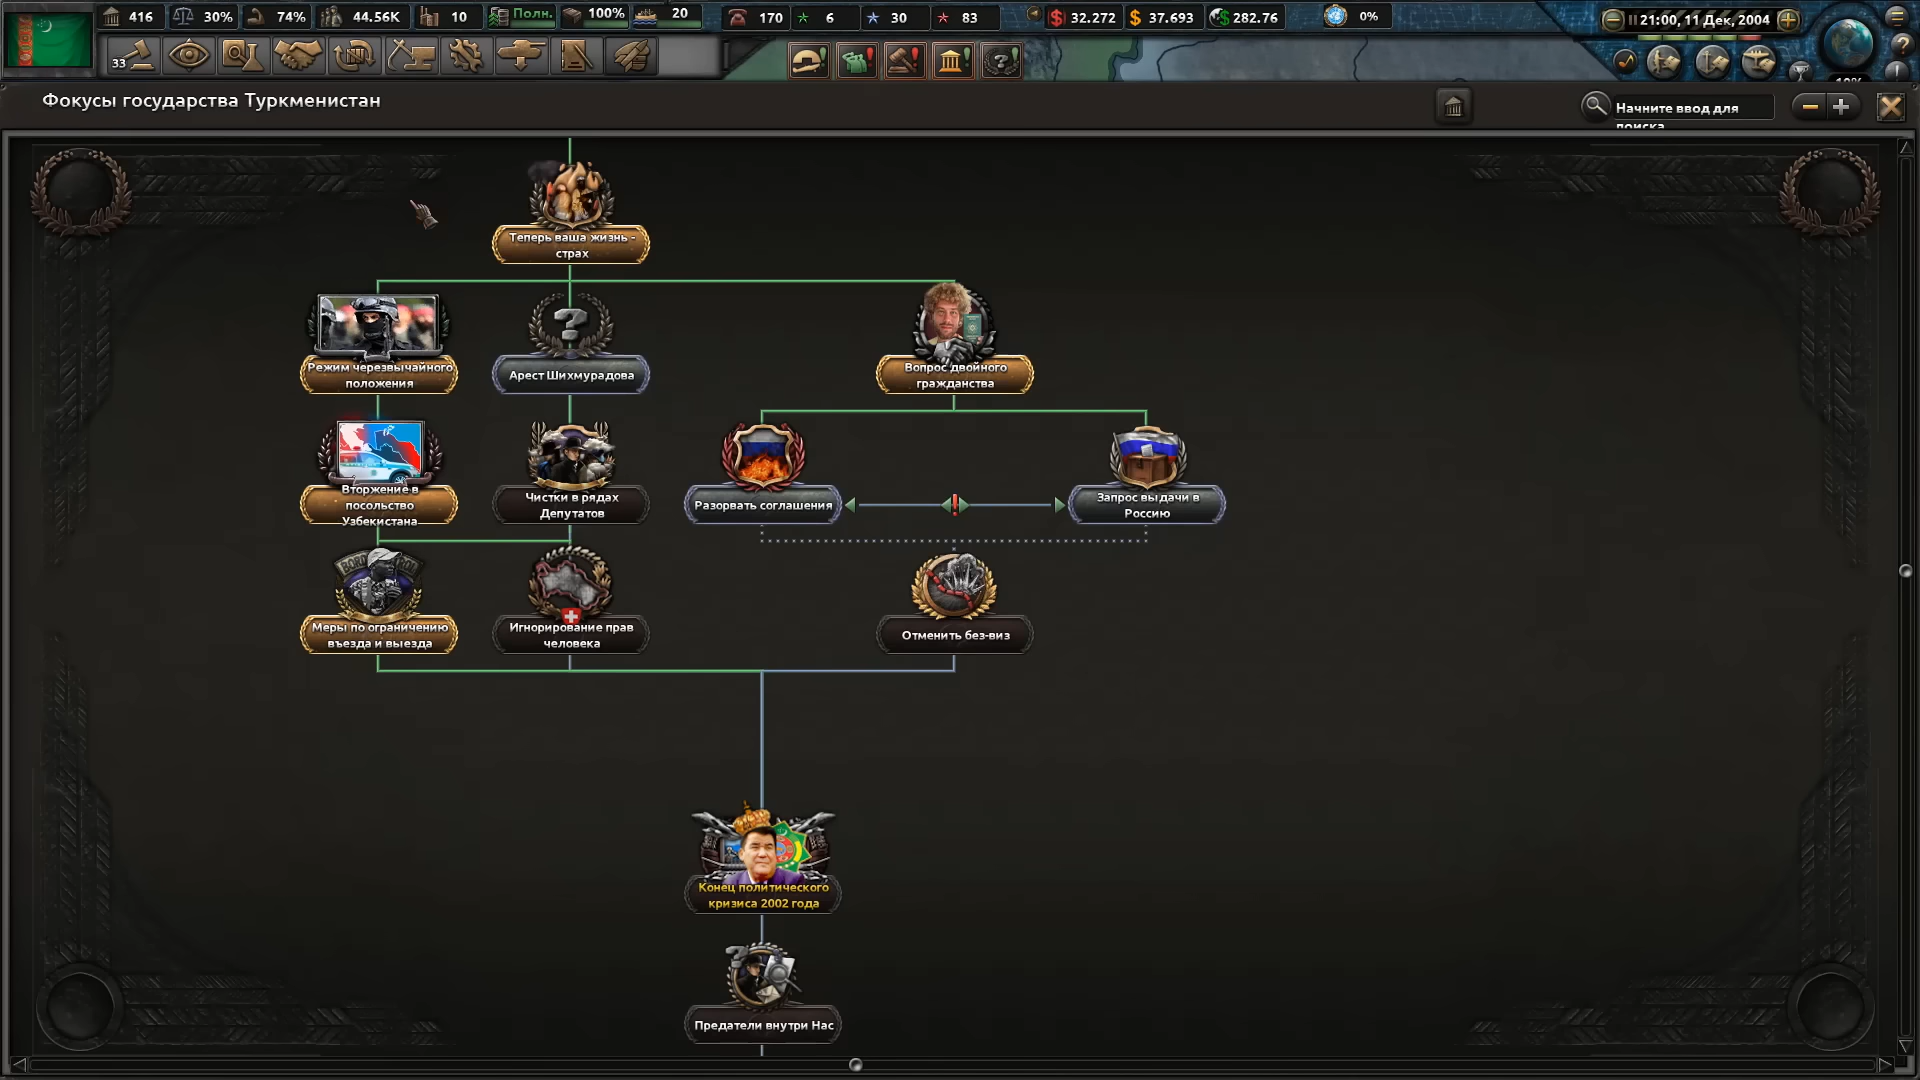 416
30%
74%
44.56K
10
Полн.
100%
20
170
6
30
83
32.272
37.693
282.76
0%
21:00, 11 Дек, 2004
33
Фокусы государства Туркменистан
Начните ввод для
поиска
Теперь ваша жизнь -
страх
Режим черезвычайного
положения
Арест Шихмурадова
Вопрос двойного
гражданства
Вторжение в
посольство
Узбекистана
Чистки в рядах
Депутатов
Разорвать соглашения
Запрос выдачи в
Россию
Меры по ограничению
въезда и выезда
Игнорирование прав
человека
Отменить без-виз
Конец политического
кризиса 2002 года
Предатели внутри Нас